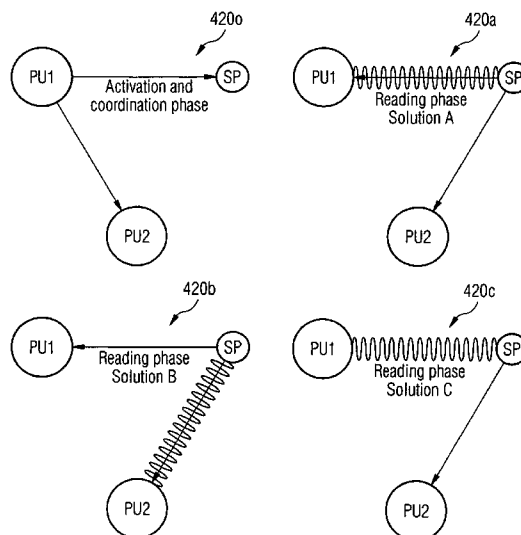 420o
PU1
SP
Activation and
coordination phase
PU2
420a
PU1
SP
Reading phase
Solution A
PU2
420b
PU1
SP
Reading phase
Solution B
PU2
420c
PU1
SP
Reading phase
Solution C
PU2